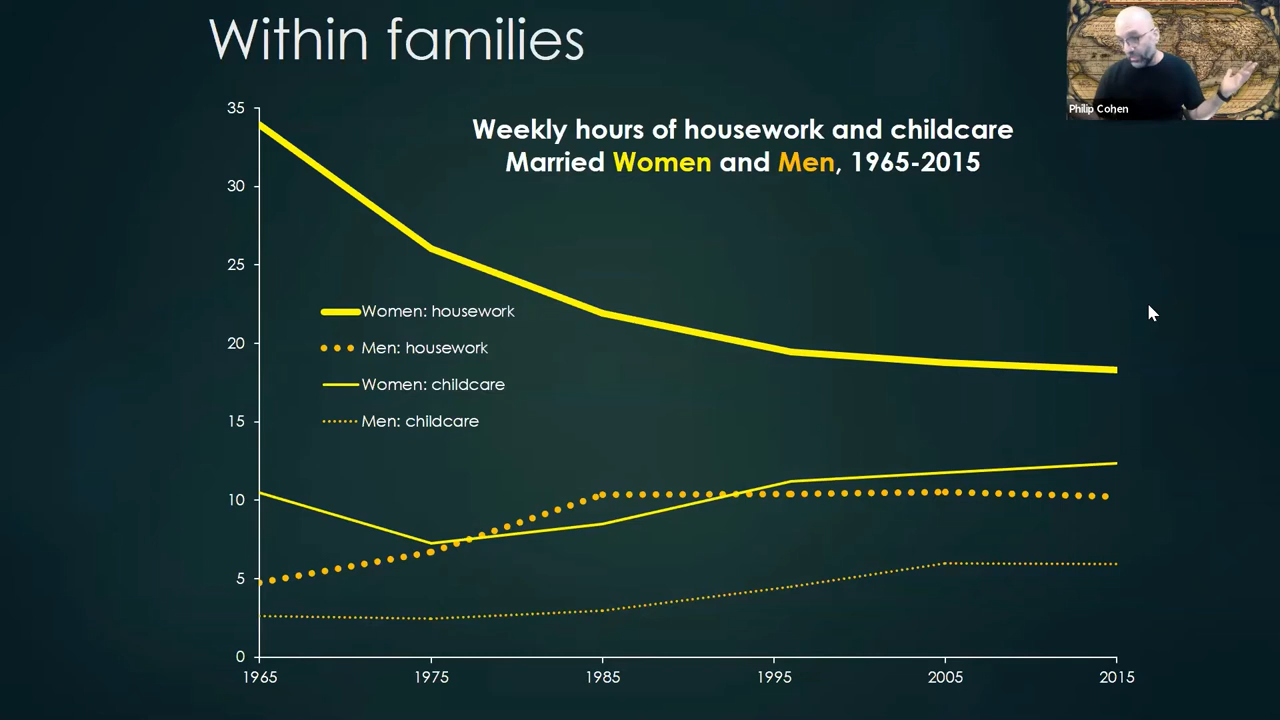 Within families
Philip Cohen
Weekly hours of housework and childcare
Married Women and Men, 1965-2015
35
30
25
20
15
10
5
0
Women: housework
Men: housework
Women: childcare
Men: childcare
1965 1975 1985 1995 2005 2015